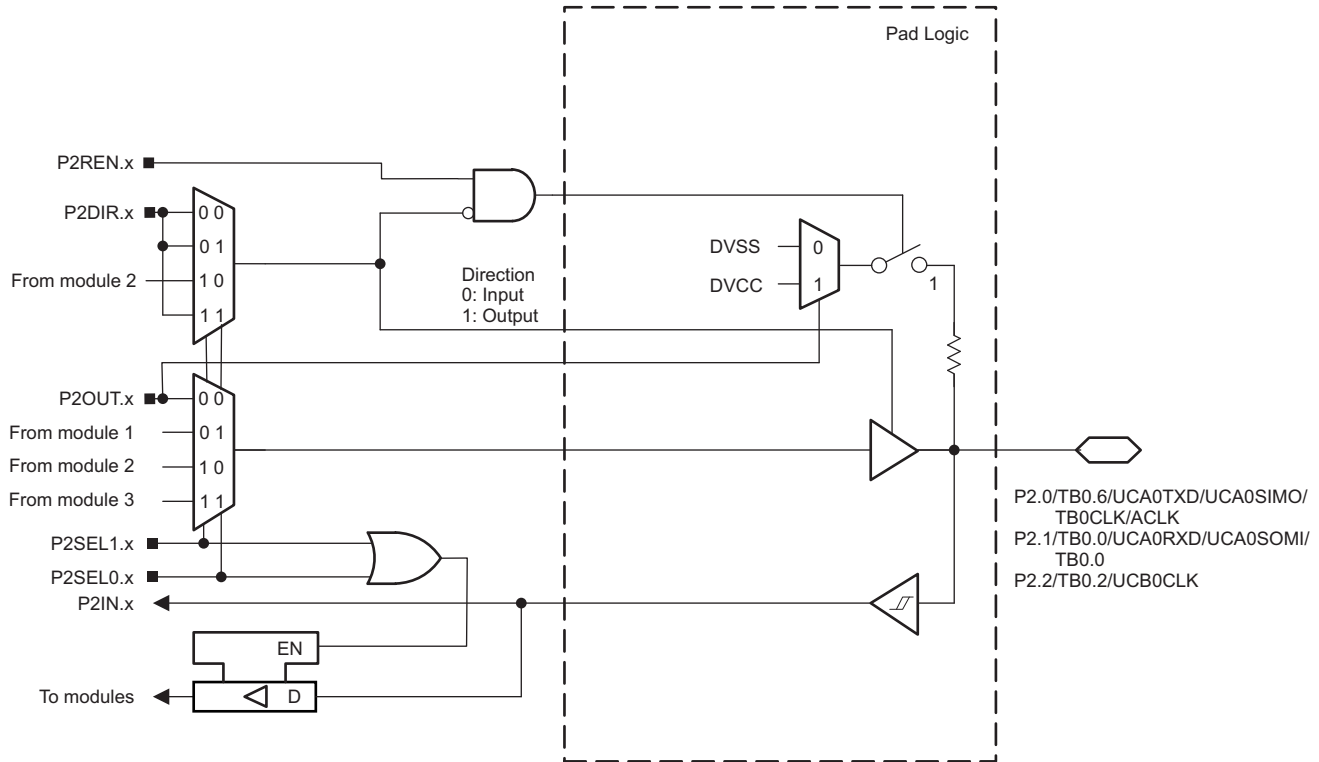 Pad Logic
P2REN.x
P2DIR.x
0 0
0 1
From module 2
1 0
1 1
Direction
0: Input
1: Output
DVSS
0
DVCC
1
1
P2OUT.x
0 0
From module 1
0 1
From module 2
1 0
From module 3
1 1
P2SEL1.x
P2SEL0.x
P2IN.x
EN
To modules
D
P2.0/TB0.6/UCA0TXD/UCA0SIMO/
TB0CLK/ACLK
P2.1/TB0.0/UCA0RXD/UCA0SOMI/
TB0.0
P2.2/TB0.2/UCB0CLK